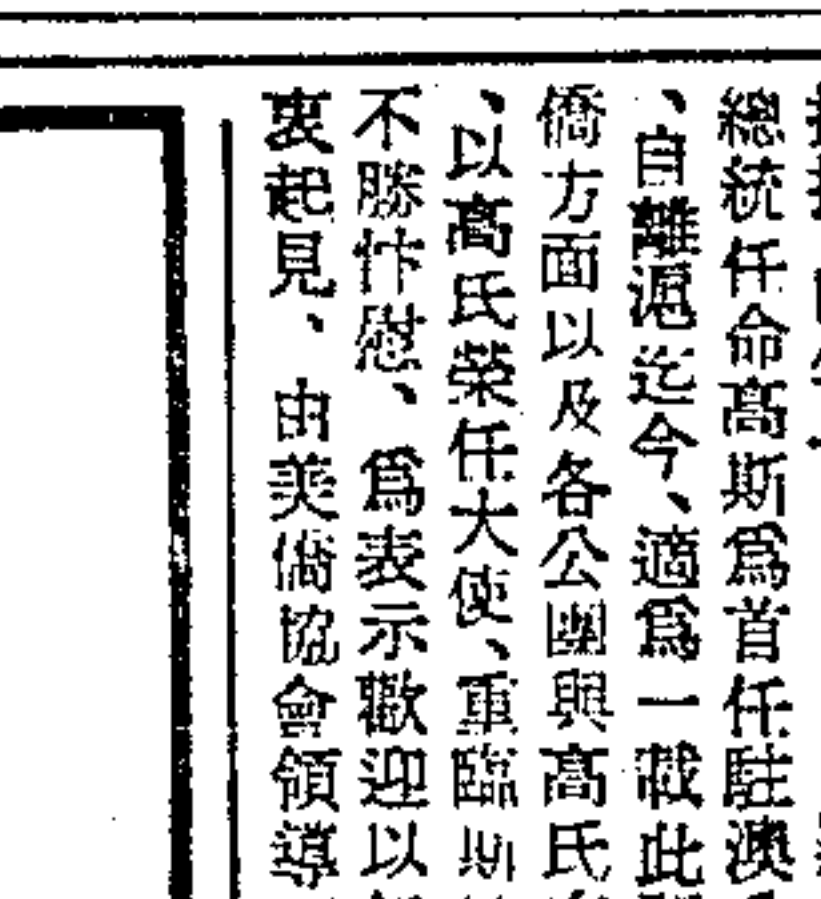 總統任命高斯爲首任駐澳
、自離滬迄今、適爲一載此
僑方面以及各公團與高氏
、以高氏榮任大使、重臨斯
不勝忭慰、爲表示歡迎以
衷起見、由美僑協會領導